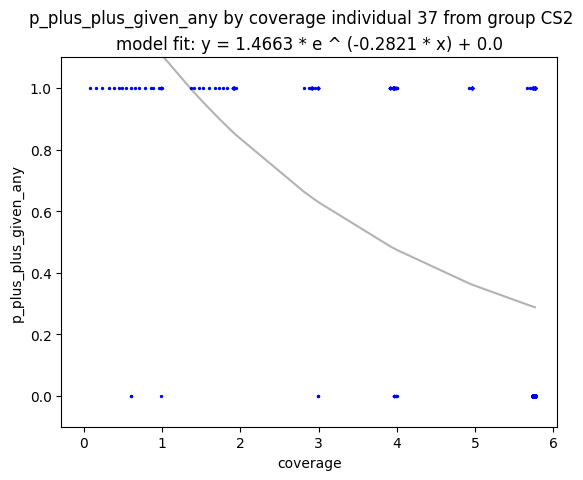 p_plus_plus_given_any by coverage individual 37 from group CS2
model fit: y = 1.4663 * e ^ (-0.2821 * x) + 0.0
1.0
0.8
0.6
0.4
0.2
0.0
p_plus_plus_given_any
0 1 2 3 4 5 6
coverage